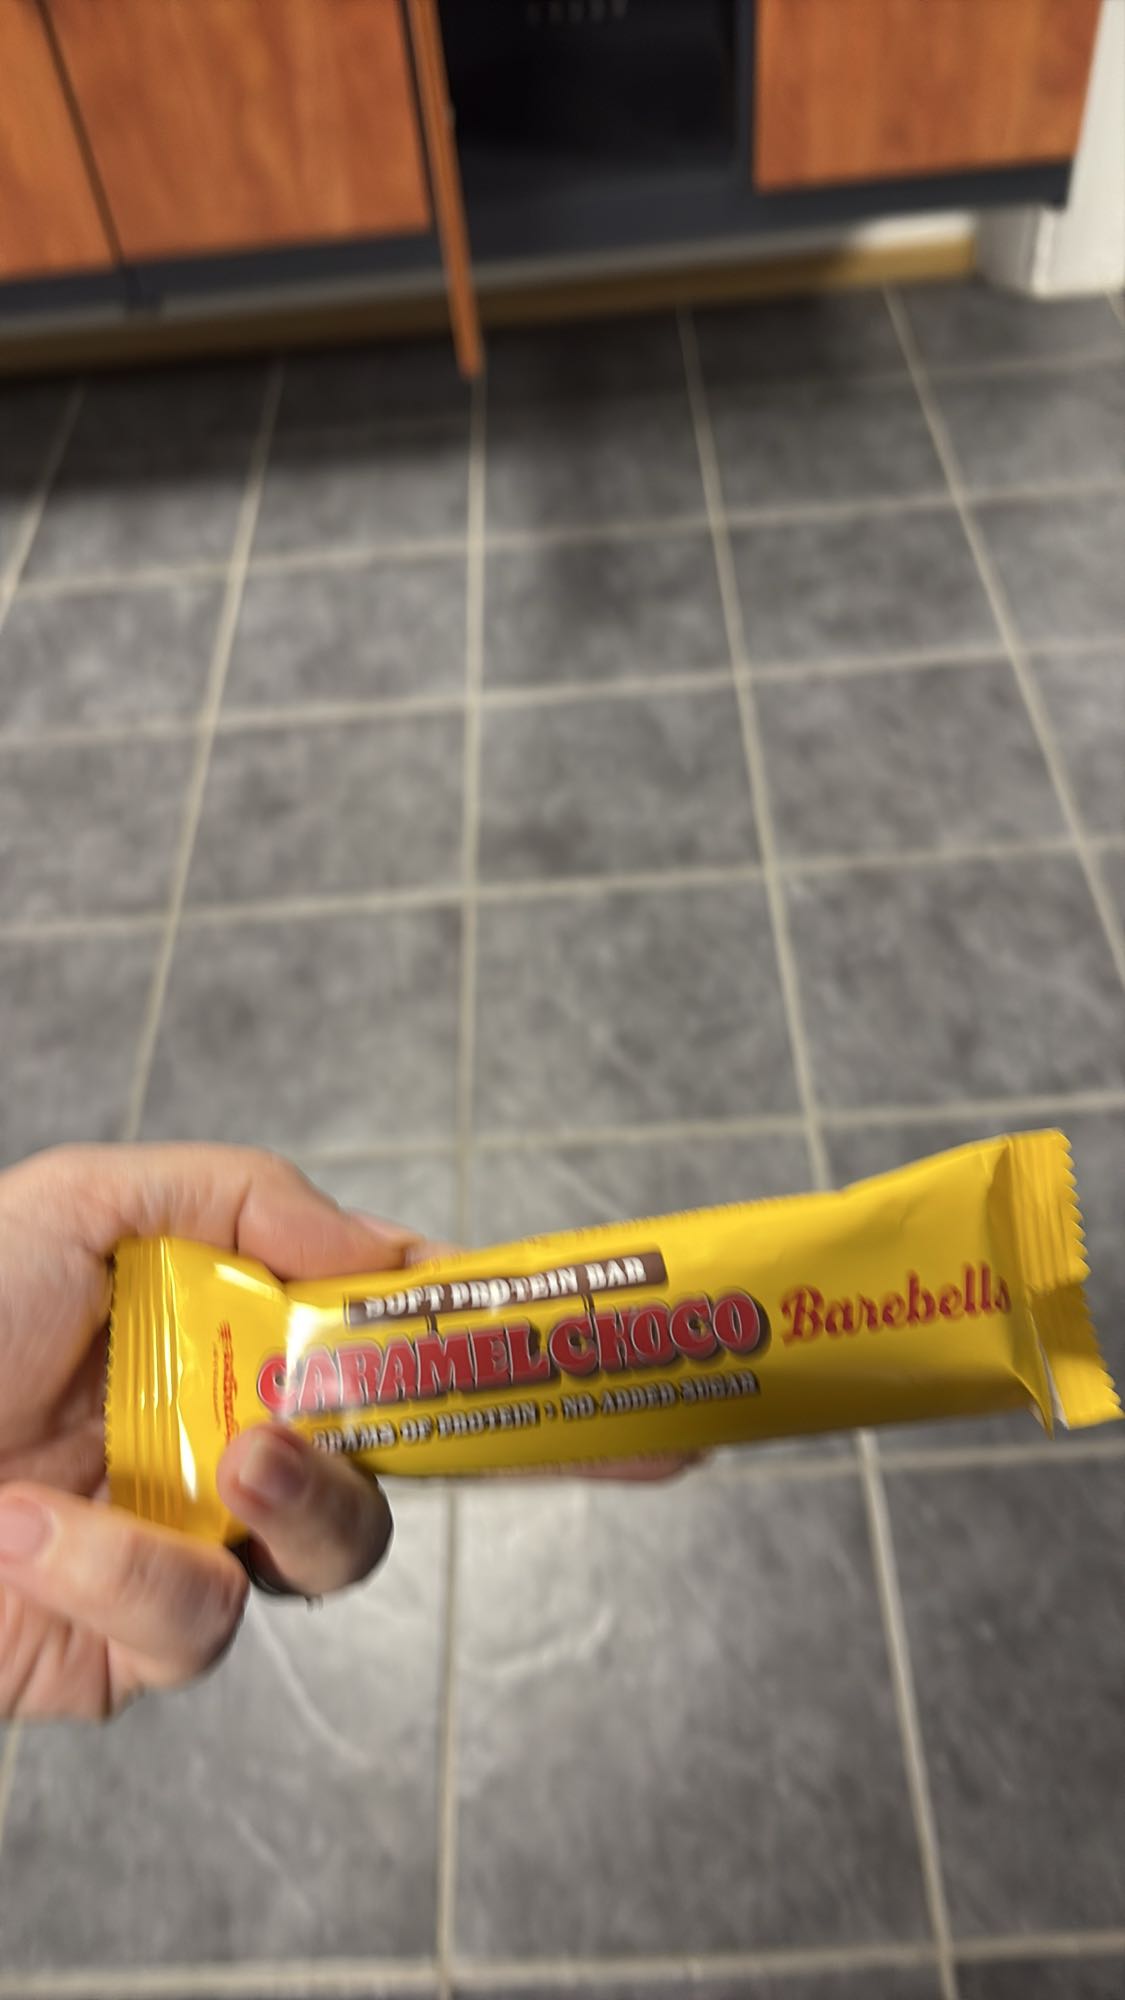 SOFT PROTEIN BAR
CARAMEL CHOCO
GRAMS OF PROTEIN • NO ADDED SUGAR
Barebells